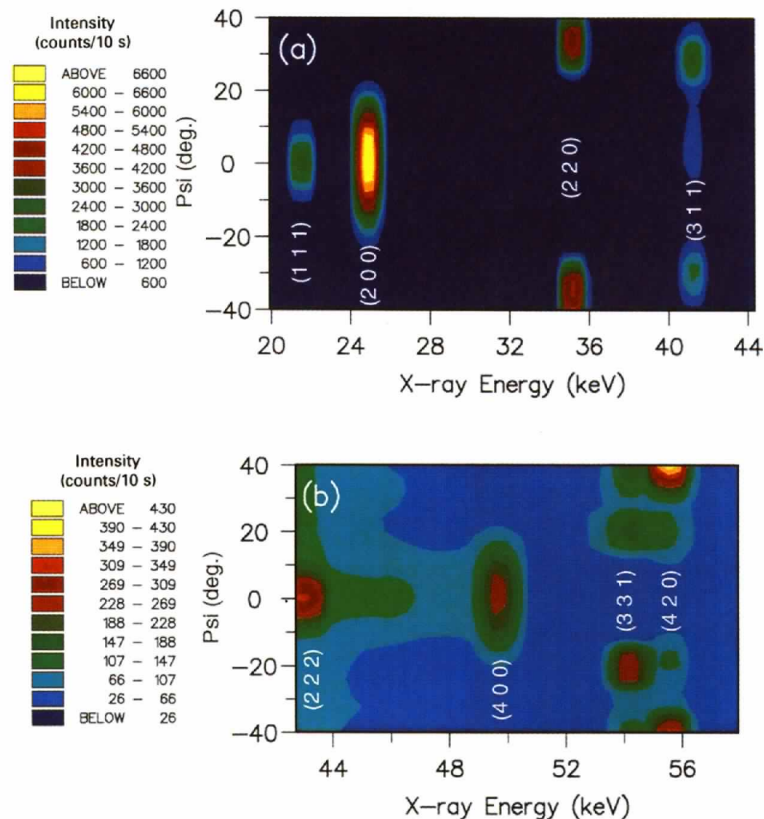 Intensity
(counts/10 s)
ABOVE 6600
6000 – 6600
5400 – 6000
4800 – 5400
4200 – 4800
3600 – 4200
3000 – 3600
2400 – 3000
1800 – 2400
1200 – 1800
600 – 1200
BELOW 600
(a)
Psi (deg.)
40
20
0
−20
−40
(1 1 1)
(2 0 0)
(2 2 0)
(3 1 1)
20 24 28 32 36 40 44
X−ray Energy (keV)
Intensity
(counts/10 s)
ABOVE 430
390 – 430
349 – 390
309 – 349
269 – 309
228 – 269
188 – 228
147 – 188
107 – 147
66 – 107
26 – 66
BELOW 26
(b)
Psi (deg.)
40
20
0
−20
−40
(2 2 2)
(4 0 0)
(3 3 1)
(4 2 0)
44 48 52 56
X−ray Energy (keV)